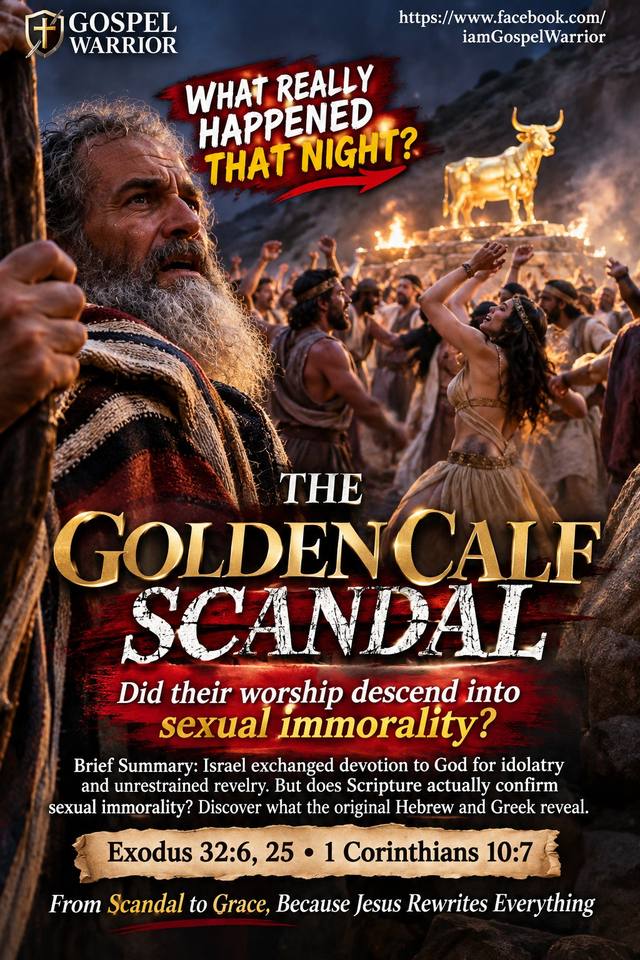 GOSPEL
WARRIOR
https://www.facebook.com/
iamGospelWarrior
WHAT REALLY
HAPPENED
THAT NIGHT?
THE
GOLDEN CALF
SCANDAL
Did their worship descend into
sexual immorality?
Brief Summary: Israel exchanged devotion to God for idolatry
and unrestrained revelry. But does Scripture actually confirm
sexual immorality? Discover what the original Hebrew and Greek reveal.
Exodus 32:6, 25 • 1 Corinthians 10:7
From Scandal to Grace, Because Jesus Rewrites Everything